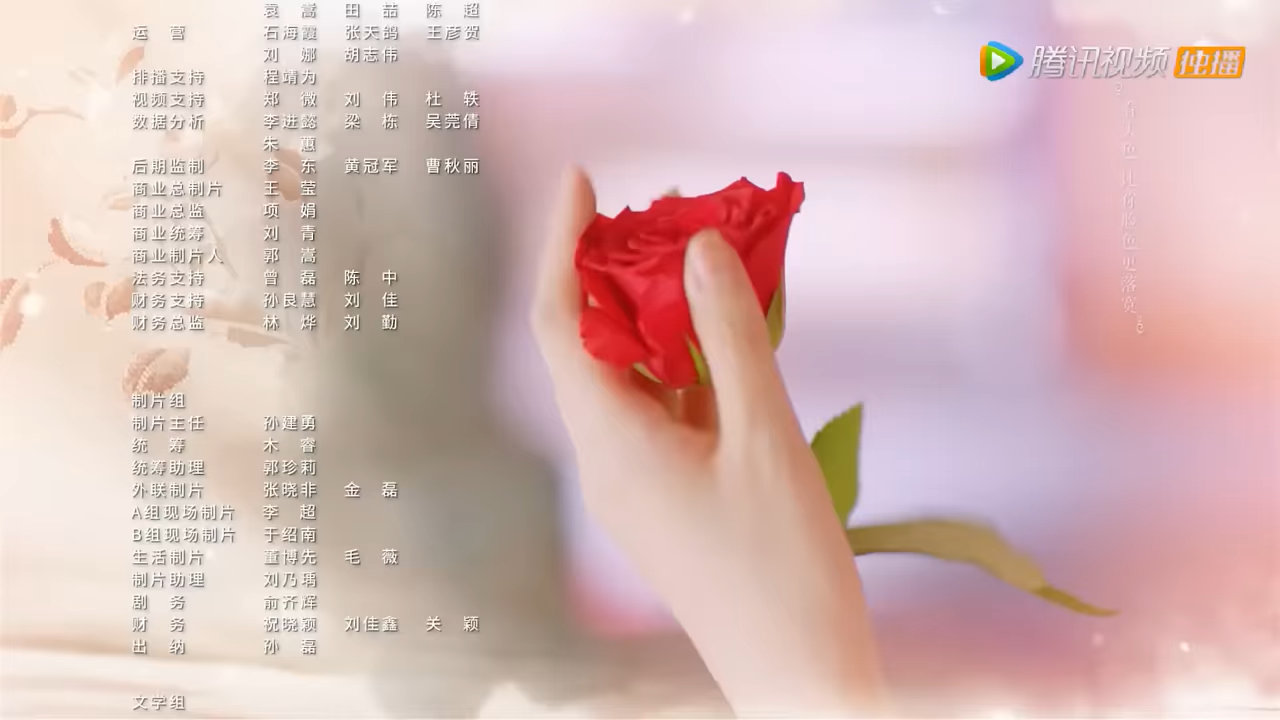 袁 嵩 田 喆 陈 超
运 营 石海霞 张天鸽 王彦贺
刘 娜 胡志伟
排播支持 程靖为
视频支持 郑 微 刘 伟 杜 轶
数据分析 李进懿 梁 栋 吴莞倩
朱 蕙
后期监制 李 东 黄冠军 曹秋丽
商业总制片 王 莹
商业总监 项 娟
商业统筹 刘 青
商业制片人 郭 嵩
法务支持 曾 磊 陈 中
财务支持 孙良慧 刘 佳
财务总监 林 烨 刘 勤
制片组
制片主任 孙建勇
统 筹 木 睿
统筹助理 郭珍莉
外联制片 张晓非 金 磊
A组现场制片 李 超
B组现场制片 于绍南
生活制片 董博先 毛 薇
制片助理 刘乃瑀
剧 务 俞齐辉
财 务 祝晓颖 刘佳鑫 关 颖
出 纳 孙 磊
文学组
腾讯视频 独播